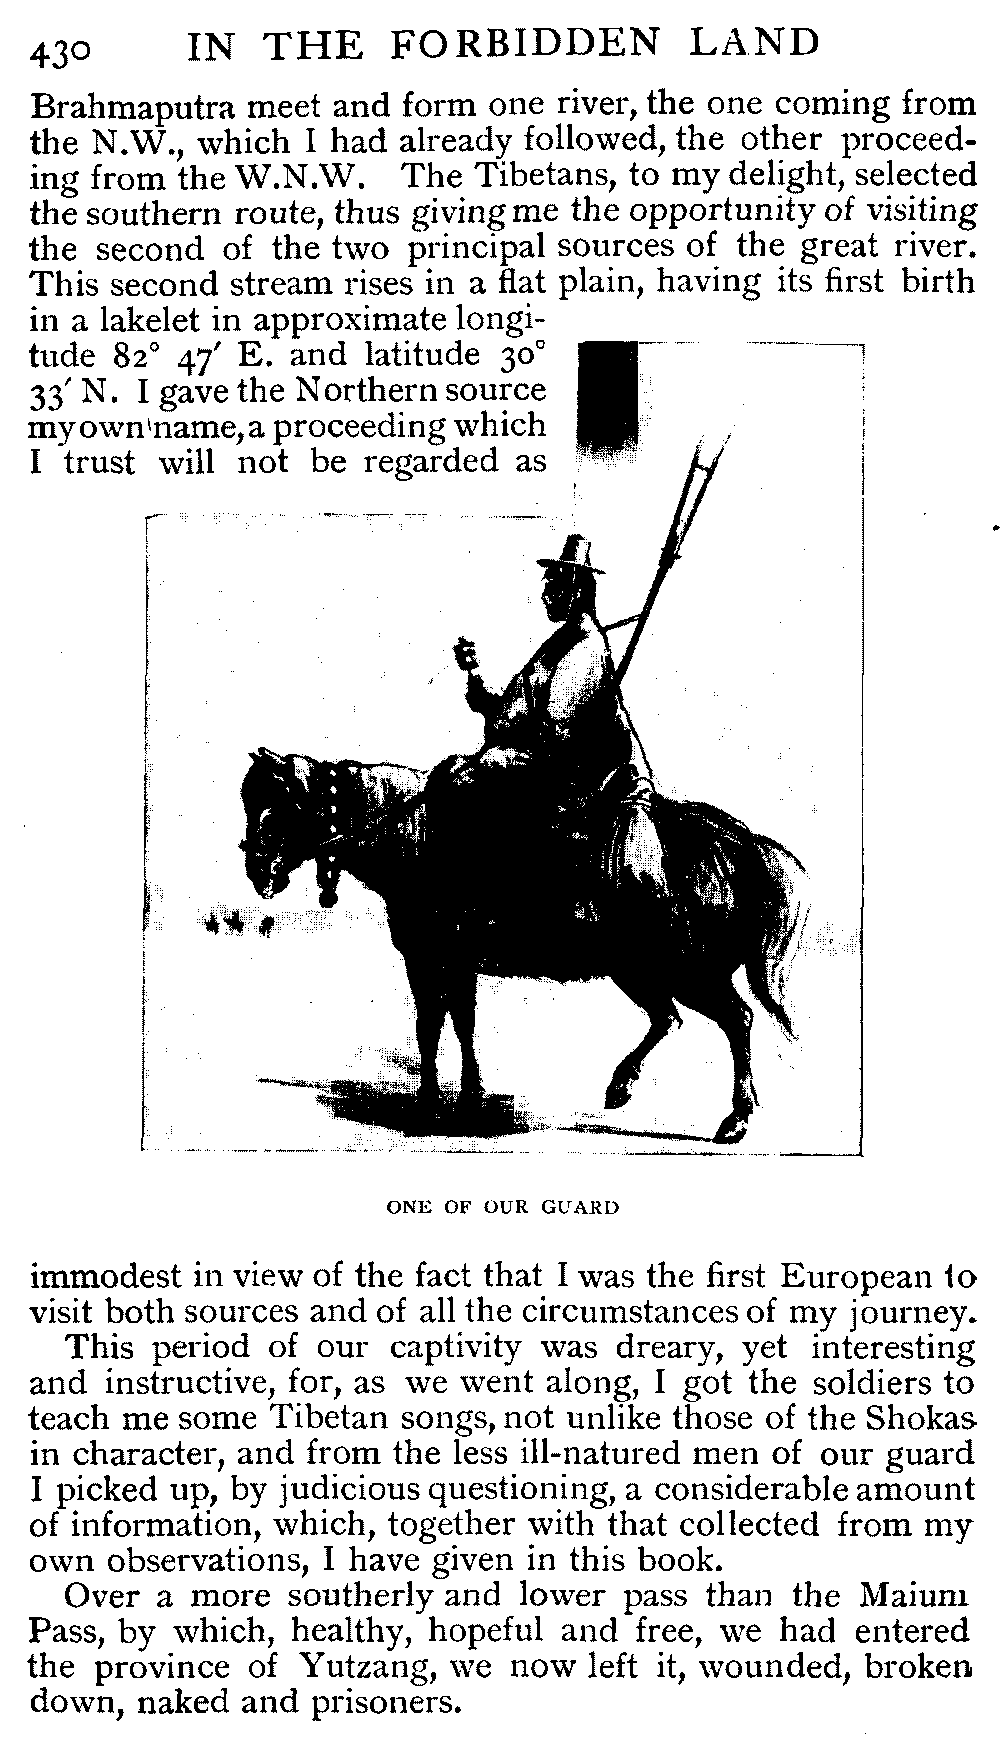 430 IN THE FORBIDDEN LAND
Brahmaputra meet and form one river, the one coming from
the N.W., which I had already followed, the other proceed-
ing from the W.N.W. The Tibetans, to my delight, selected
the southern route, thus giving me the opportunity of visiting
the second of the two principal sources of the great river.
This second stream rises in a flat plain, having its first birth
in a lakelet in approximate longi-
tude 82° 47′ E. and latitude 30°
33′ N. I gave the Northern source
my own name, a proceeding which
I trust will not be regarded as
ONE OF OUR GUARD
immodest in view of the fact that I was the first European to
visit both sources and of all the circumstances of my journey.
This period of our captivity was dreary, yet interesting
and instructive, for, as we went along, I got the soldiers to
teach me some Tibetan songs, not unlike those of the Shokas
in character, and from the less ill-natured men of our guard
I picked up, by judicious questioning, a considerable amount
of information, which, together with that collected from my
own observations, I have given in this book.
Over a more southerly and lower pass than the Maium
Pass, by which, healthy, hopeful and free, we had entered
the province of Yutzang, we now left it, wounded, broken
down, naked and prisoners.